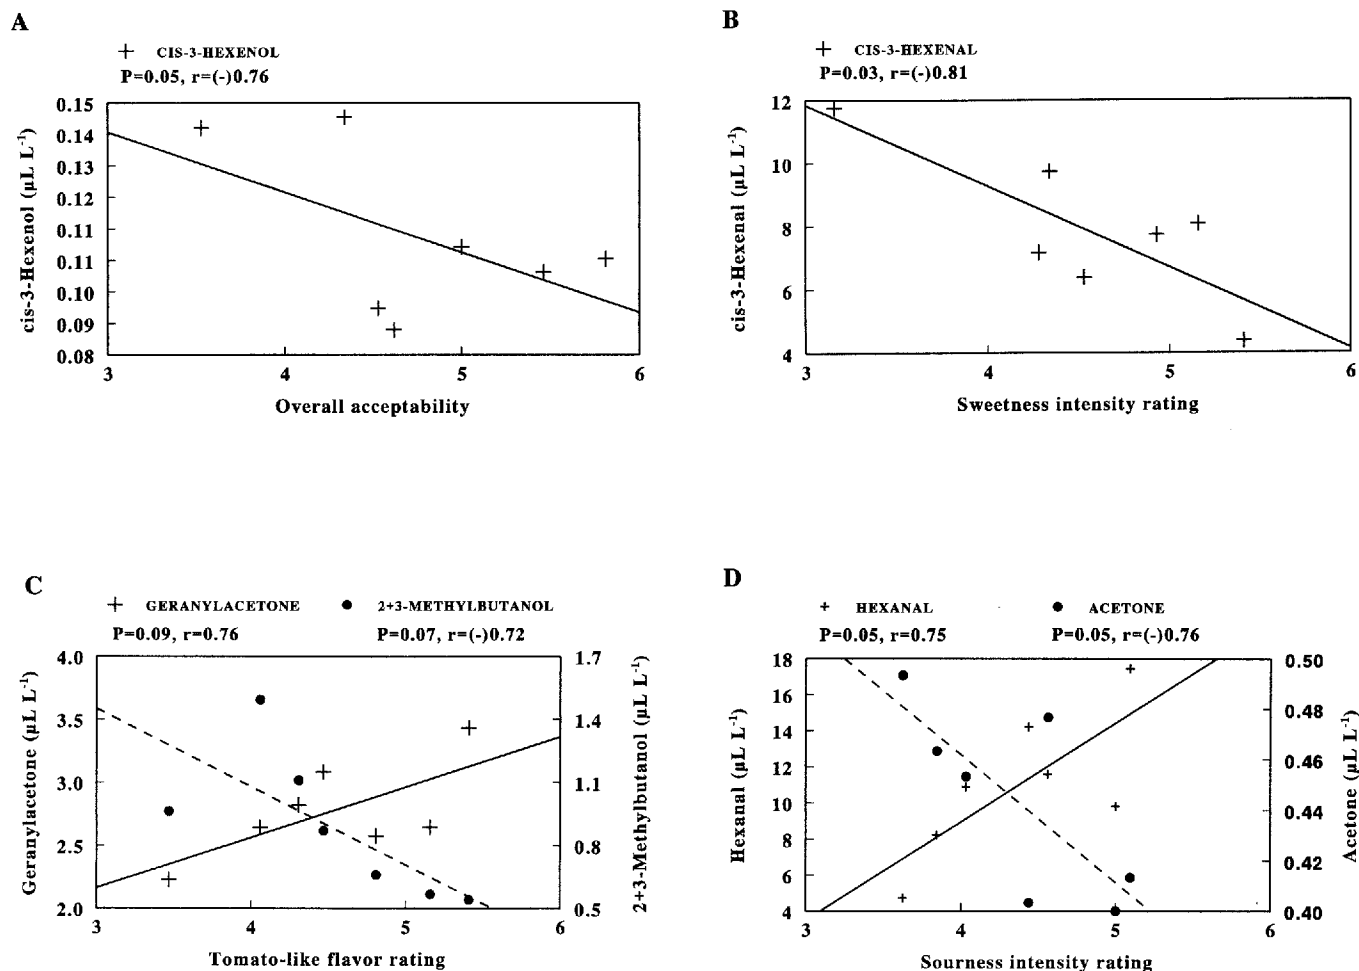 A
+ CIS-3-HEXENOL
P=0.05, r=(-)0.76
0.15
0.14
0.13
0.12
0.11
0.10
0.09
0.08
cis-3-Hexenol (µL L⁻¹)
3 4 5 6
Overall acceptability
B
+ CIS-3-HEXENAL
P=0.03, r=(-)0.81
12
10
8
6
4
cis-3-Hexenal (µL L⁻¹)
3 4 5 6
Sweetness intensity rating
C
+ GERANYLACETONE ● 2+3-METHYLBUTANOL
P=0.09, r=0.76 P=0.07, r=(-)0.72
4.0
3.5
3.0
2.5
2.0
Geranylacetone (µL L⁻¹)
1.7
1.4
1.1
0.8
0.5
2+3-Methylbutanol (µL L⁻¹)
3 4 5 6
Tomato-like flavor rating
D
+ HEXANAL ● ACETONE
P=0.05, r=0.75 P=0.05, r=(-)0.76
18
16
14
12
10
8
6
4
Hexanal (µL L⁻¹)
0.50
0.48
0.46
0.44
0.42
0.40
Acetone (µL L⁻¹)
3 4 5 6
Sourness intensity rating